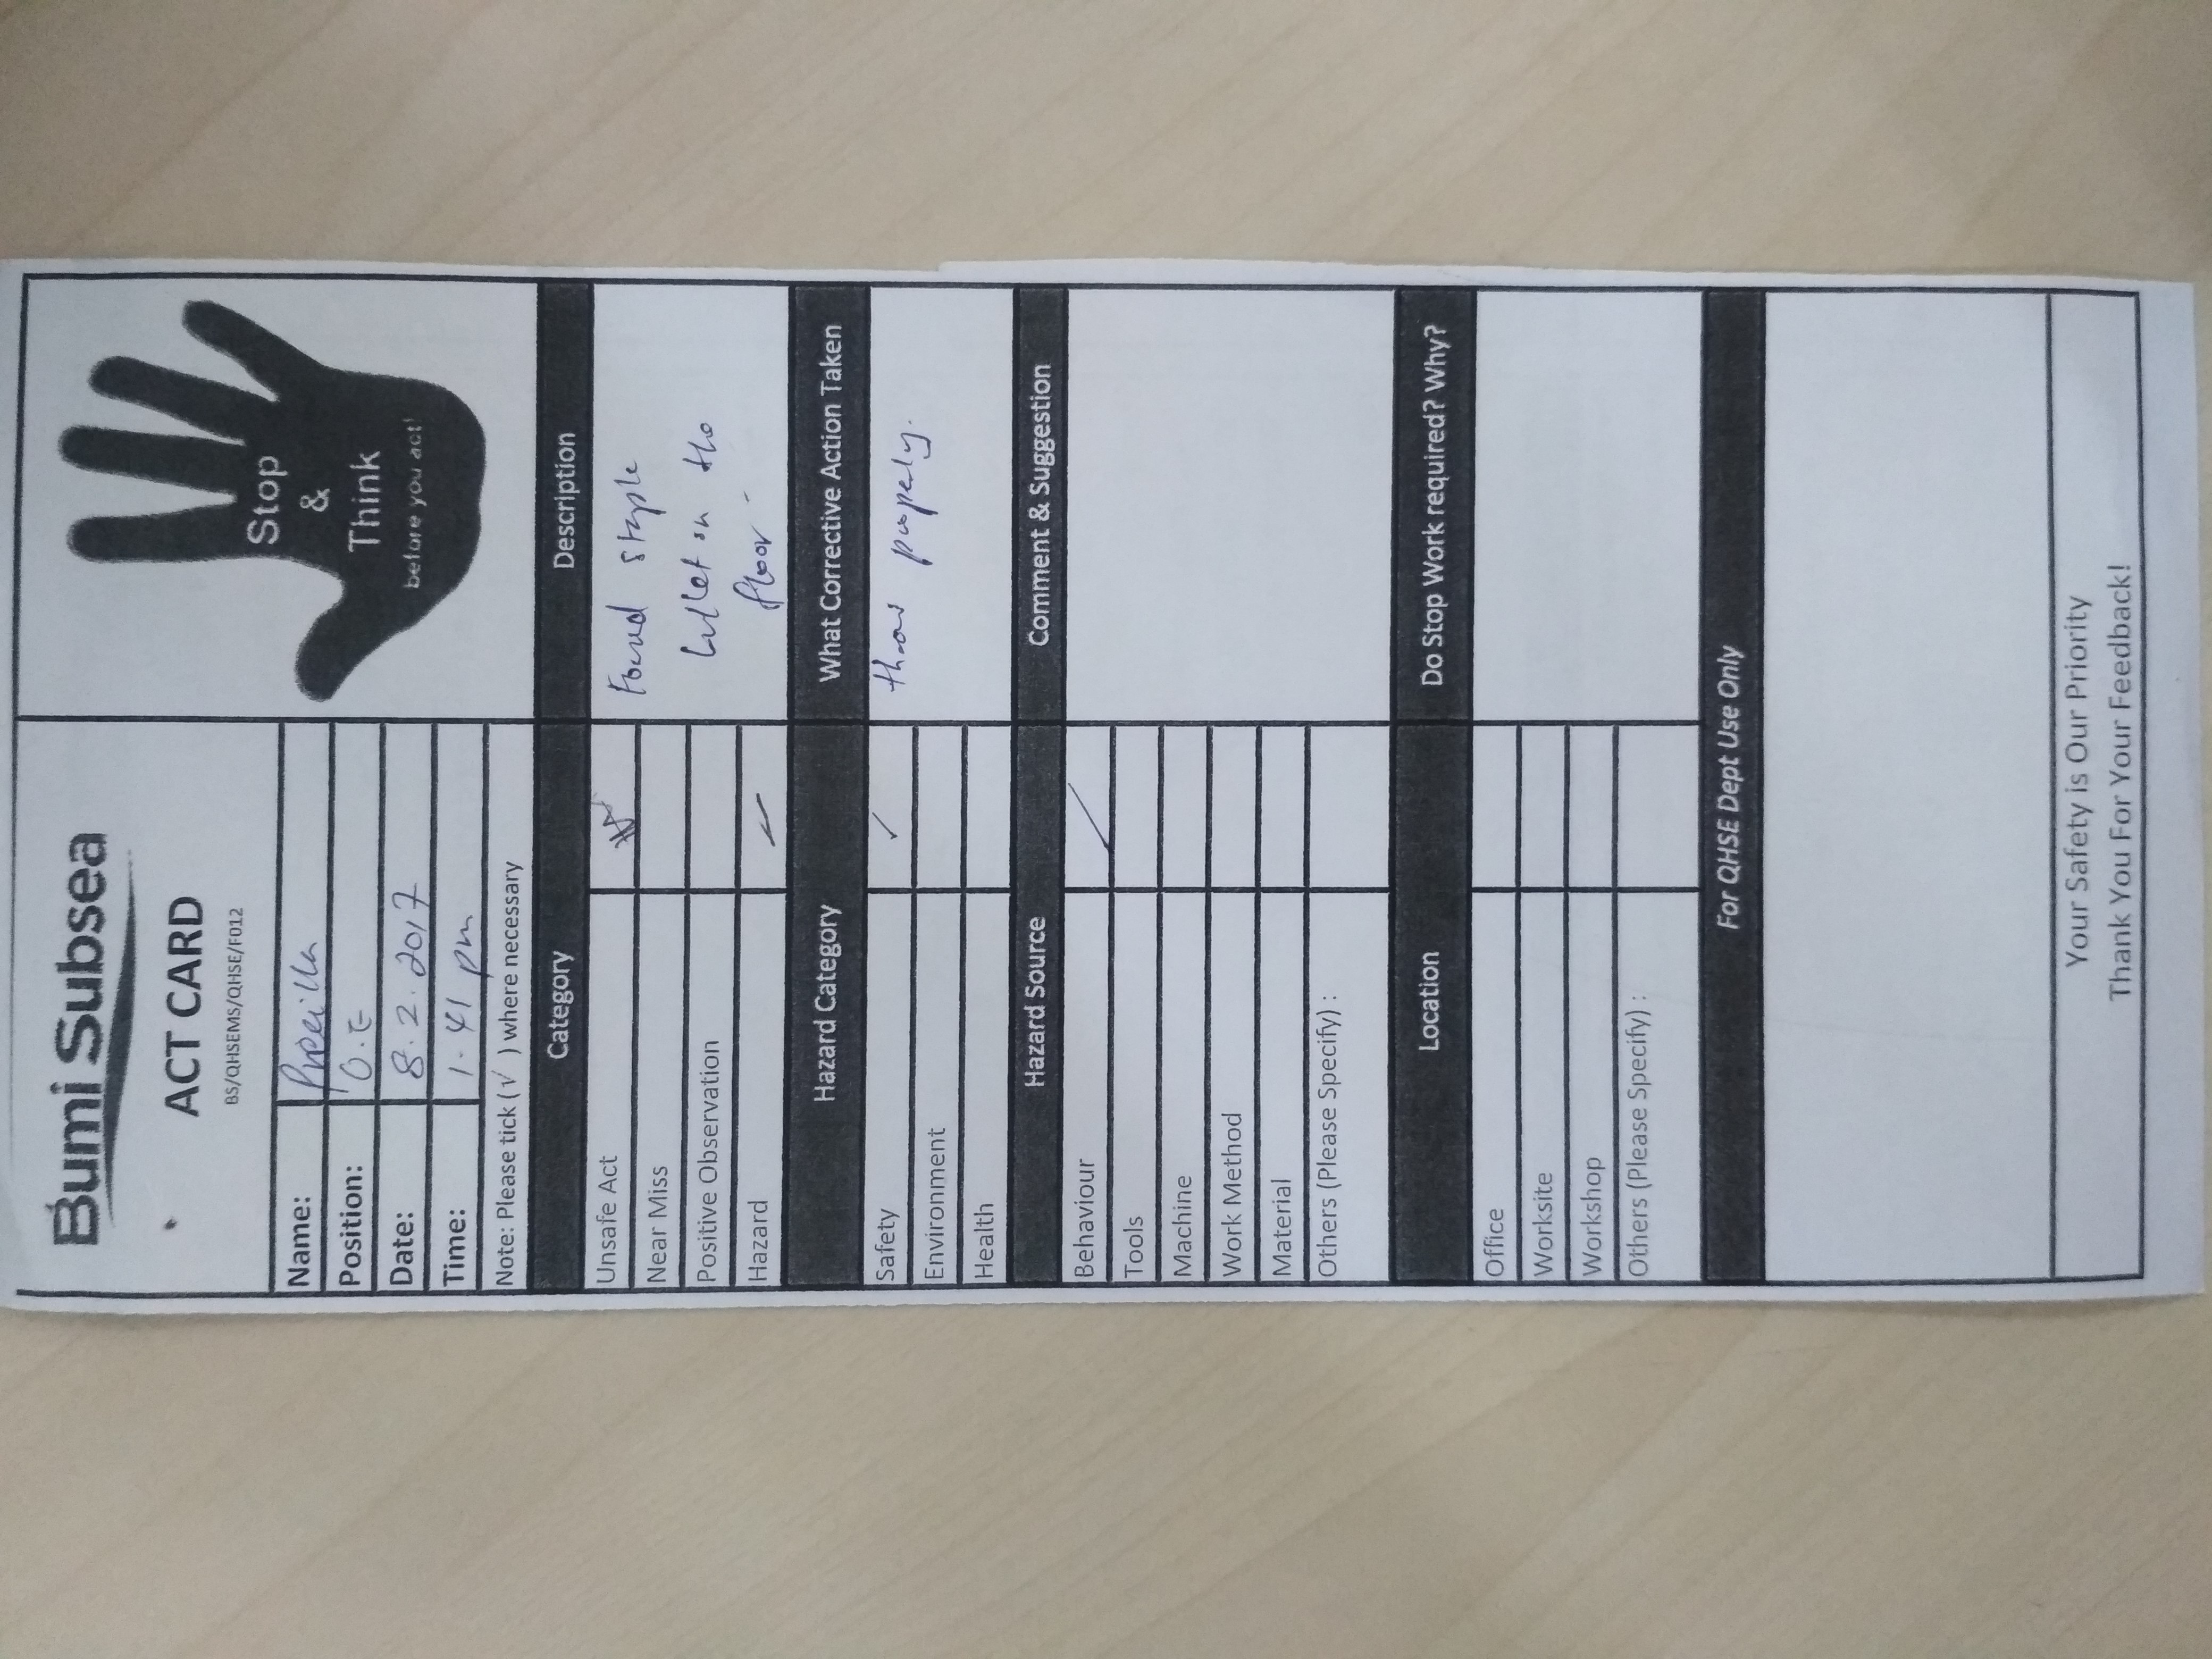 Bumi Subsea
ACT CARD
BS/QHSEMS/QHSE/F012
Stop
&
Think
before you act!
Name: Precilla
Position: O.E
Date: 8.2.2017
Time: 1.41 pm
Note: Please tick (√ ) where necessary
Category
Description
Unsafe Act
Near Miss
Positive Observation
Hazard ✓
Found staple
bullet on the
floor.
Hazard Category
What Corrective Action Taken
Safety ✓
Environment
Health
throw properly.
Hazard Source
Comment & Suggestion
Behaviour /
Tools
Machine
Work Method
Material
Others (Please Specify) :
Location
Do Stop Work required? Why?
Office
Worksite
Workshop
Others (Please Specify) :
For QHSE Dept Use Only
Your Safety is Our Priority
Thank You For Your Feedback!